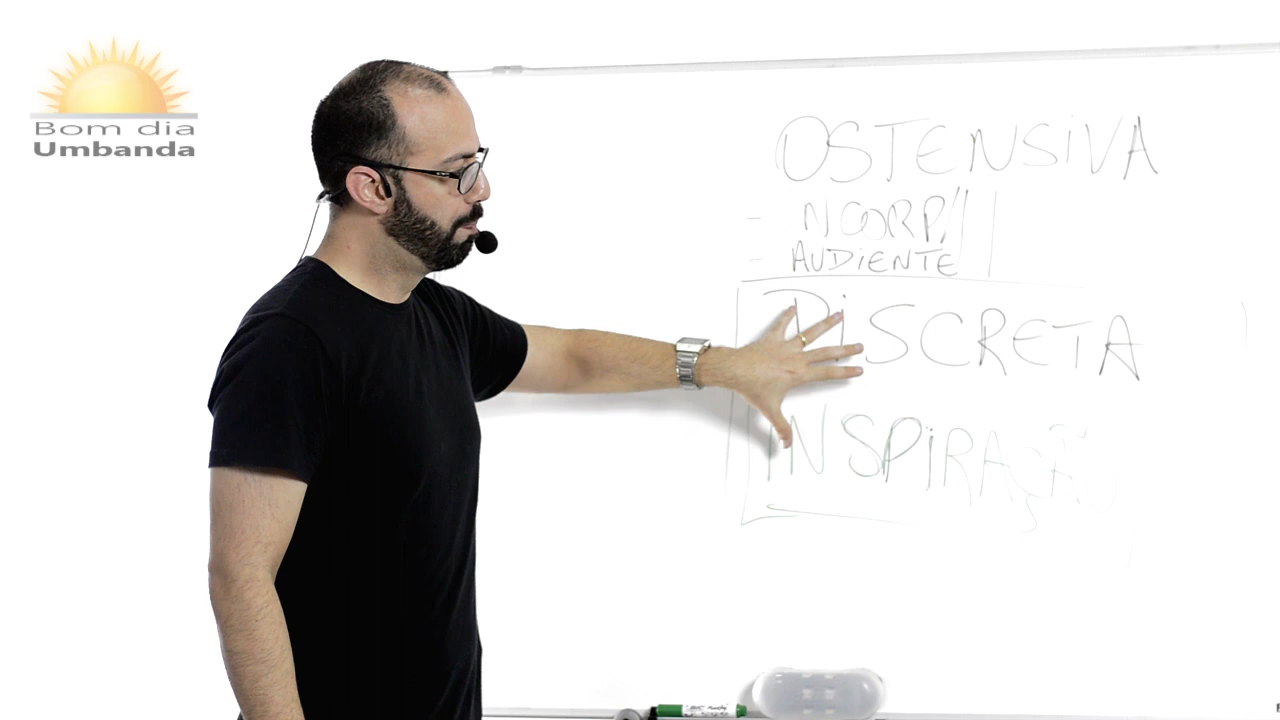 Bom dia
Umbanda
OSTENSiVA
- INCORP//
- AUDiENTE
DiSCRETA
INSPiRAÇÃO